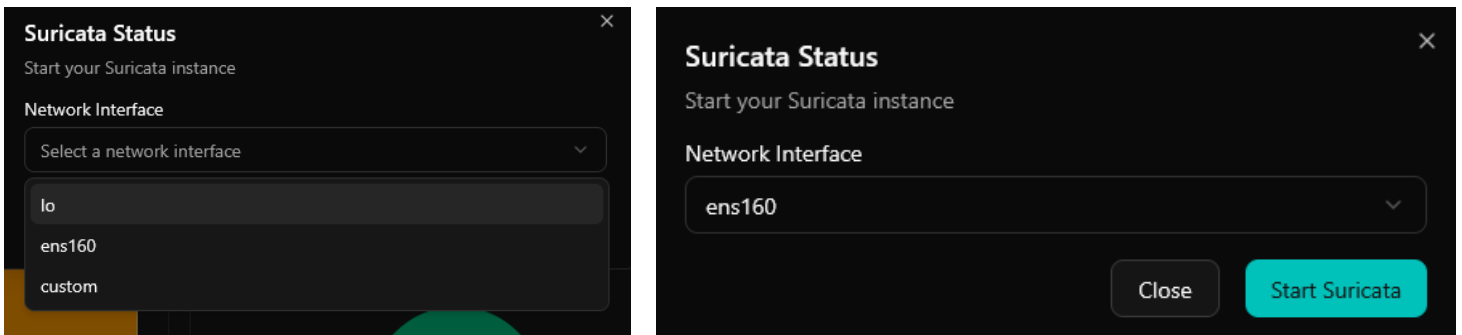 Suricata Status
Start your Suricata instance
Network Interface
Select a network interface
lo
ens160
custom
Suricata Status
Start your Suricata instance
Network Interface
ens160
Close
Start Suricata